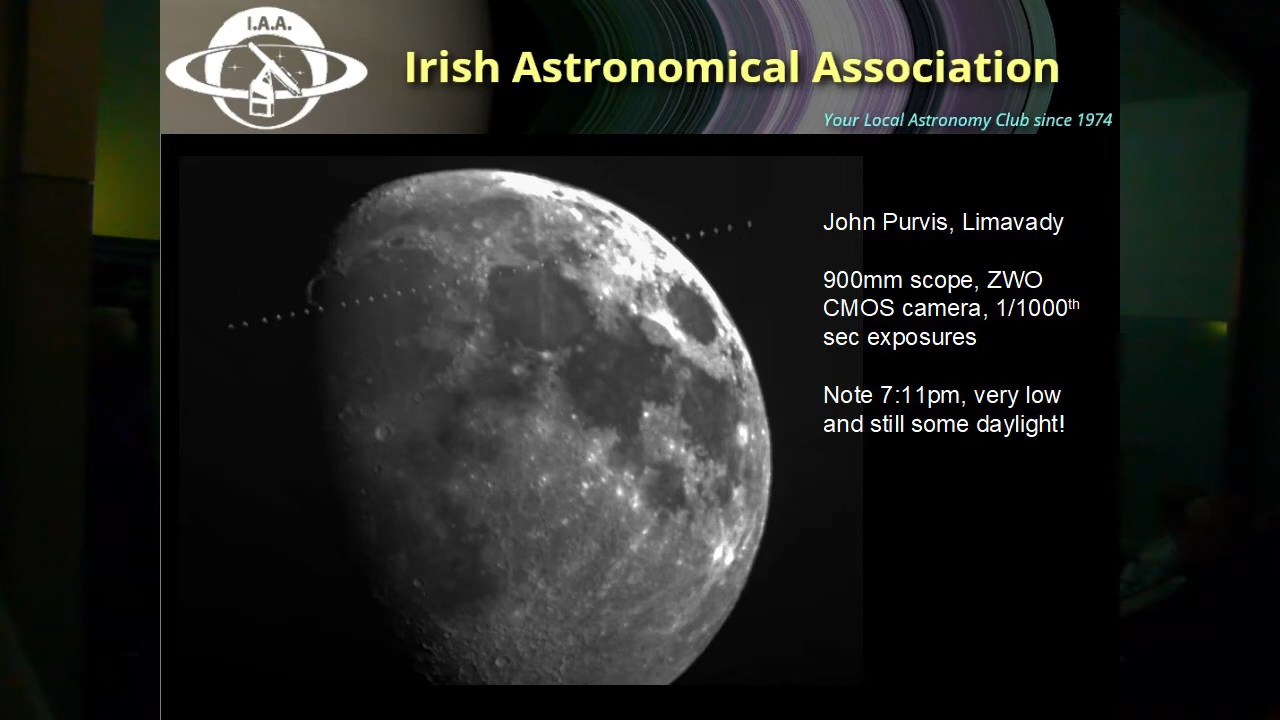 I.A.A.
Irish Astronomical Association
Your Local Astronomy Club since 1974
John Purvis, Limavady
900mm scope, ZWO
CMOS camera, 1/1000th
sec exposures
Note 7:11pm, very low
and still some daylight!